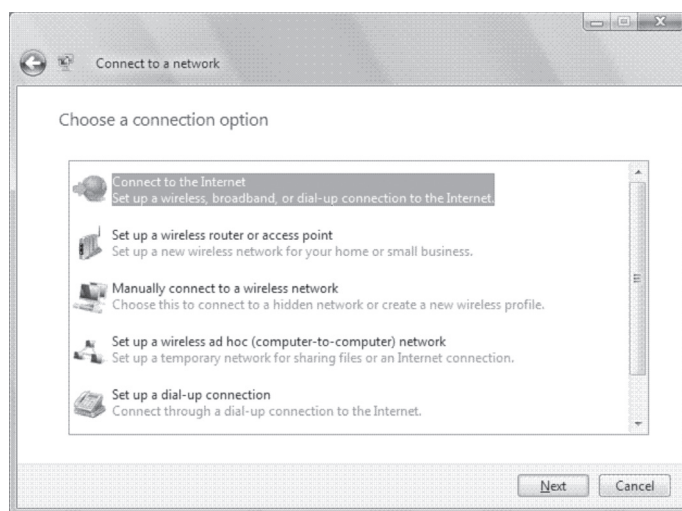 Connect to a network
Choose a connection option
Connect to the Internet
Set up a wireless, broadband, or dial-up connection to the Internet.
Set up a wireless router or access point
Set up a new wireless network for your home or small business.
Manually connect to a wireless network
Choose this to connect to a hidden network or create a new wireless profile.
Set up a wireless ad hoc (computer-to-computer) network
Set up a temporary network for sharing files or an Internet connection.
Set up a dial-up connection
Connect through a dial-up connection to the Internet.
Next Cancel